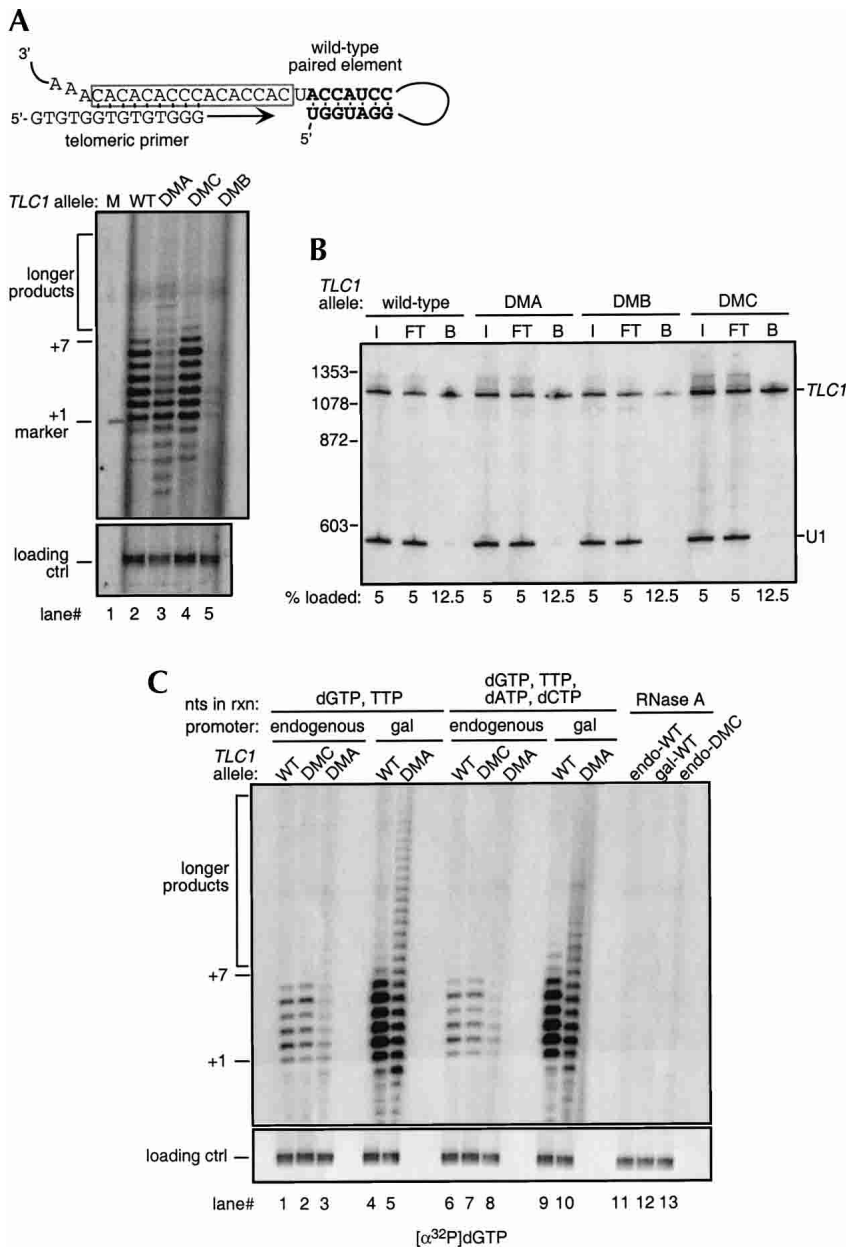 A
wild-type
paired element
3'
A A A CACACACCCACACCAC U ACCAUCC
5'-GTGTGGTGTGTGGG UGGUAGG
5'
telomeric primer
TLC1 allele: M WT DMA DMC DMB
longer
products
+7
+1
marker
loading
ctrl
lane# 1 2 3 4 5
B
TLC1
allele: wild-type DMA DMB DMC
I FT B I FT B I FT B I FT B
1353
1078
872
603
TLC1
U1
% loaded: 5 5 12.5 5 5 12.5 5 5 12.5 5 5 12.5
C
nts in rxn: dGTP, TTP dGTP, TTP, dATP, dCTP RNase A
promoter: endogenous gal endogenous gal
TLC1
allele: WT DMC DMA WT DMA WT DMC DMA WT DMA endo-WT gal-WT endo-DMC
longer
products
+7
+1
loading ctrl
lane# 1 2 3 4 5 6 7 8 9 10 11 12 13
[α32P]dGTP